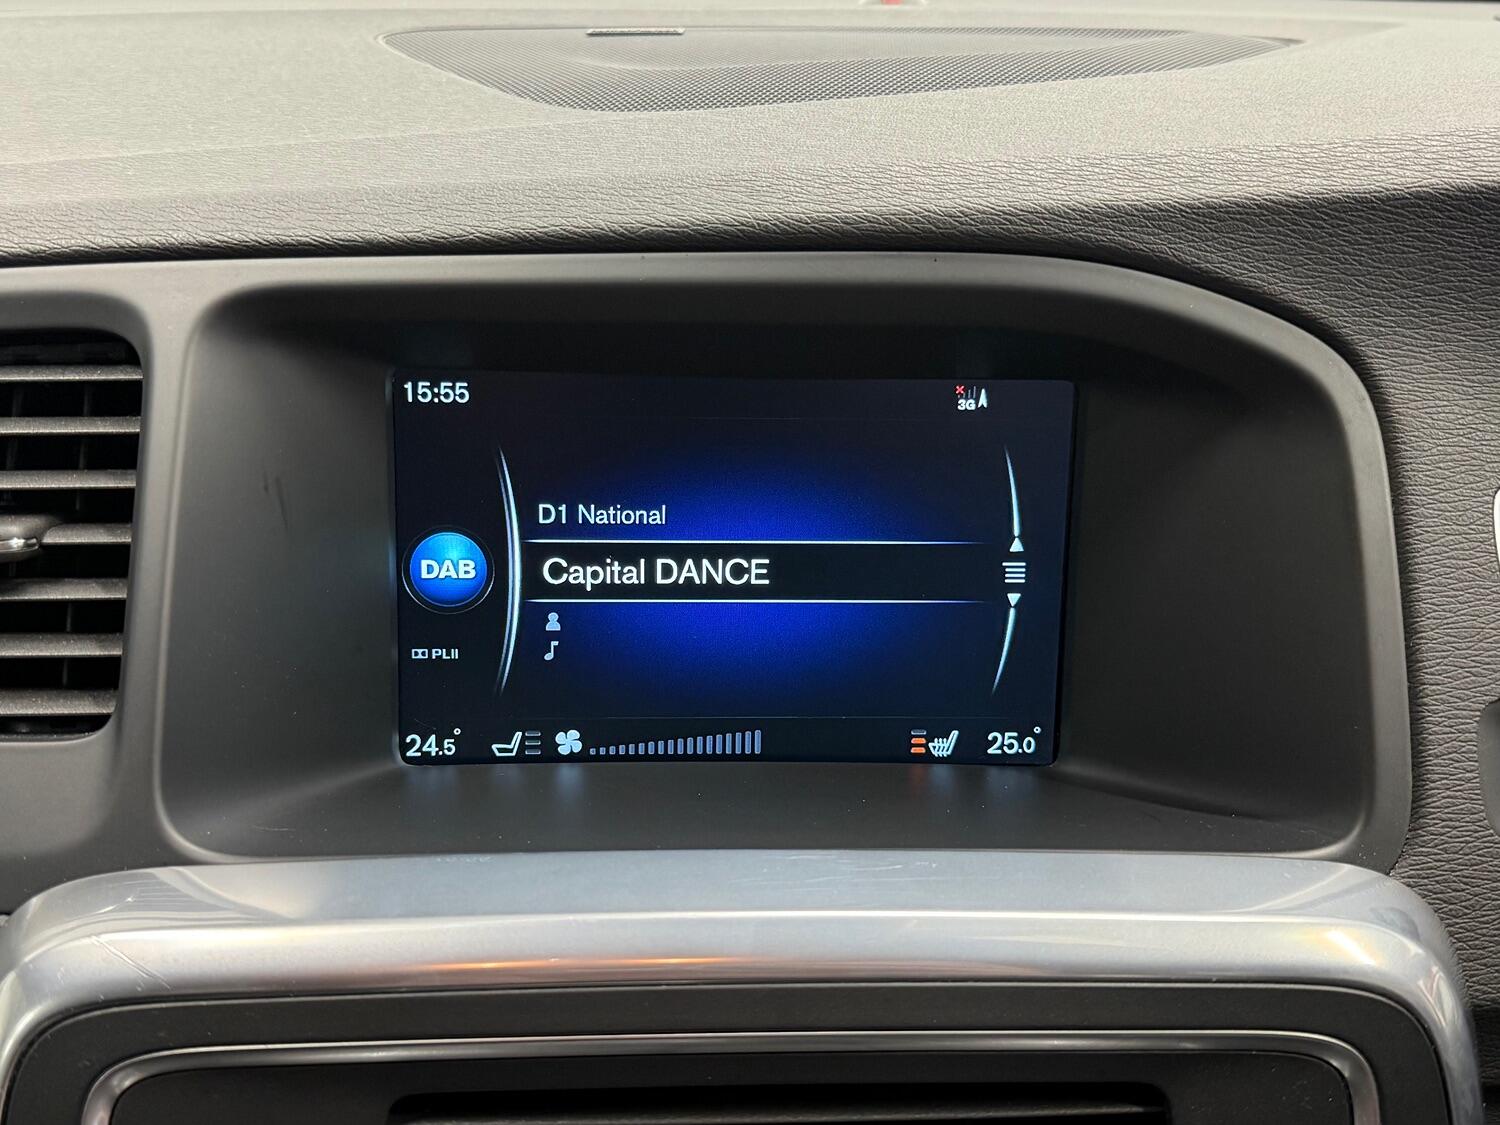 15:55
3G
D1 National
Capital DANCE
DAB
PLII
24.5°
25.0°